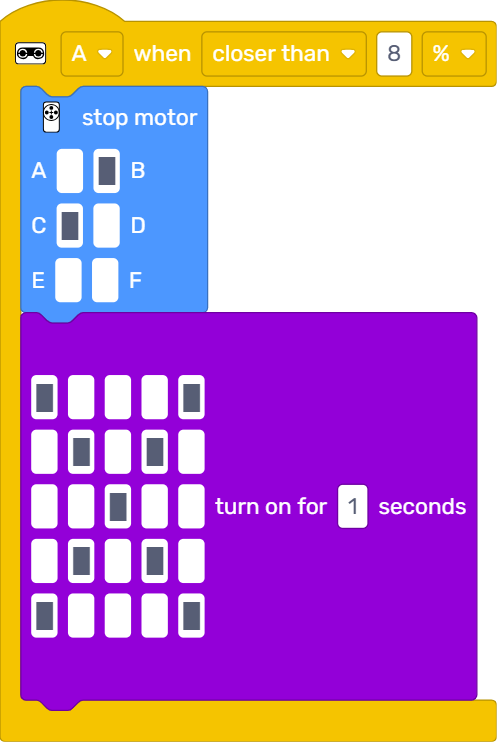 A when closer than 8 %
stop motor
A B
C D
E F
turn on for 1 seconds